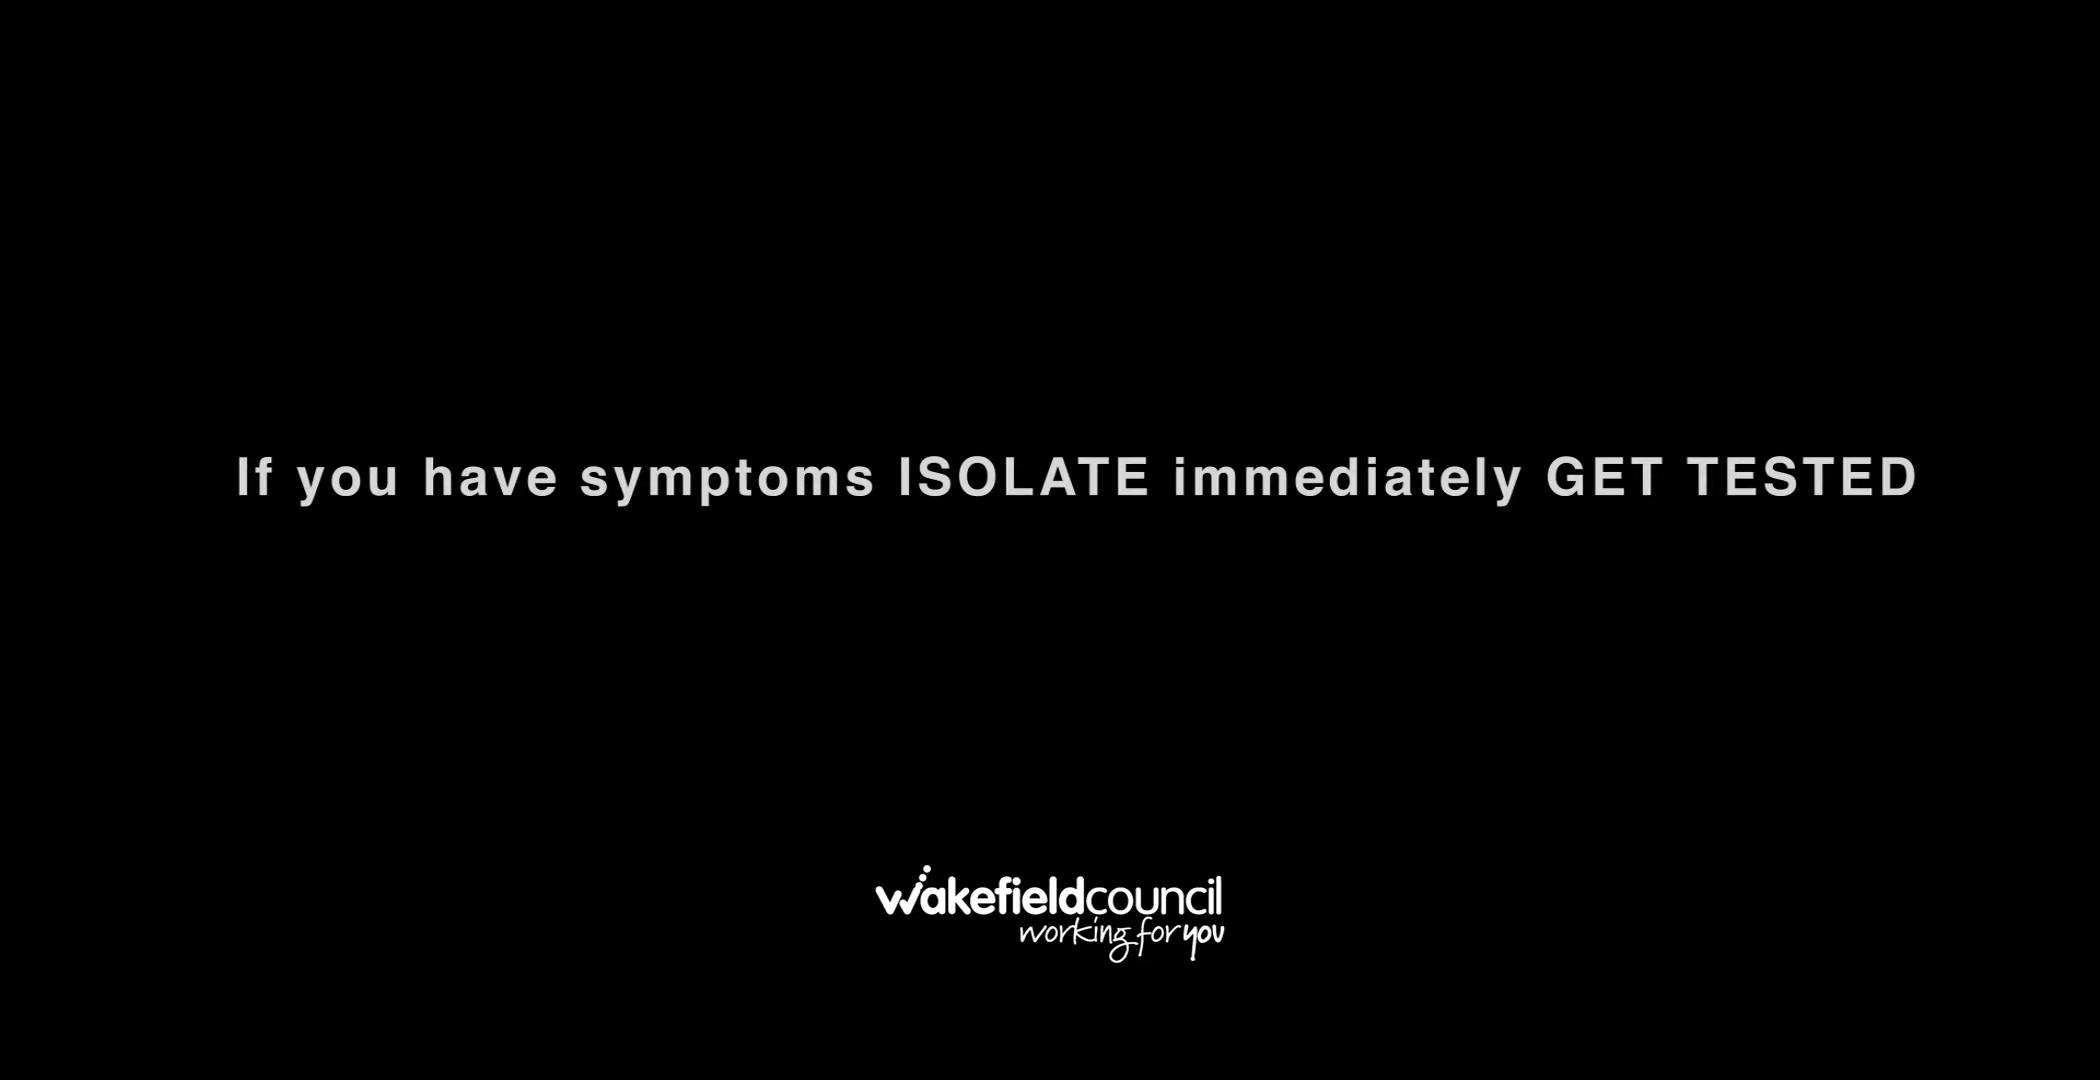 If you have symptoms ISOLATE immediately GET TESTED
wakefieldcouncil
working for you